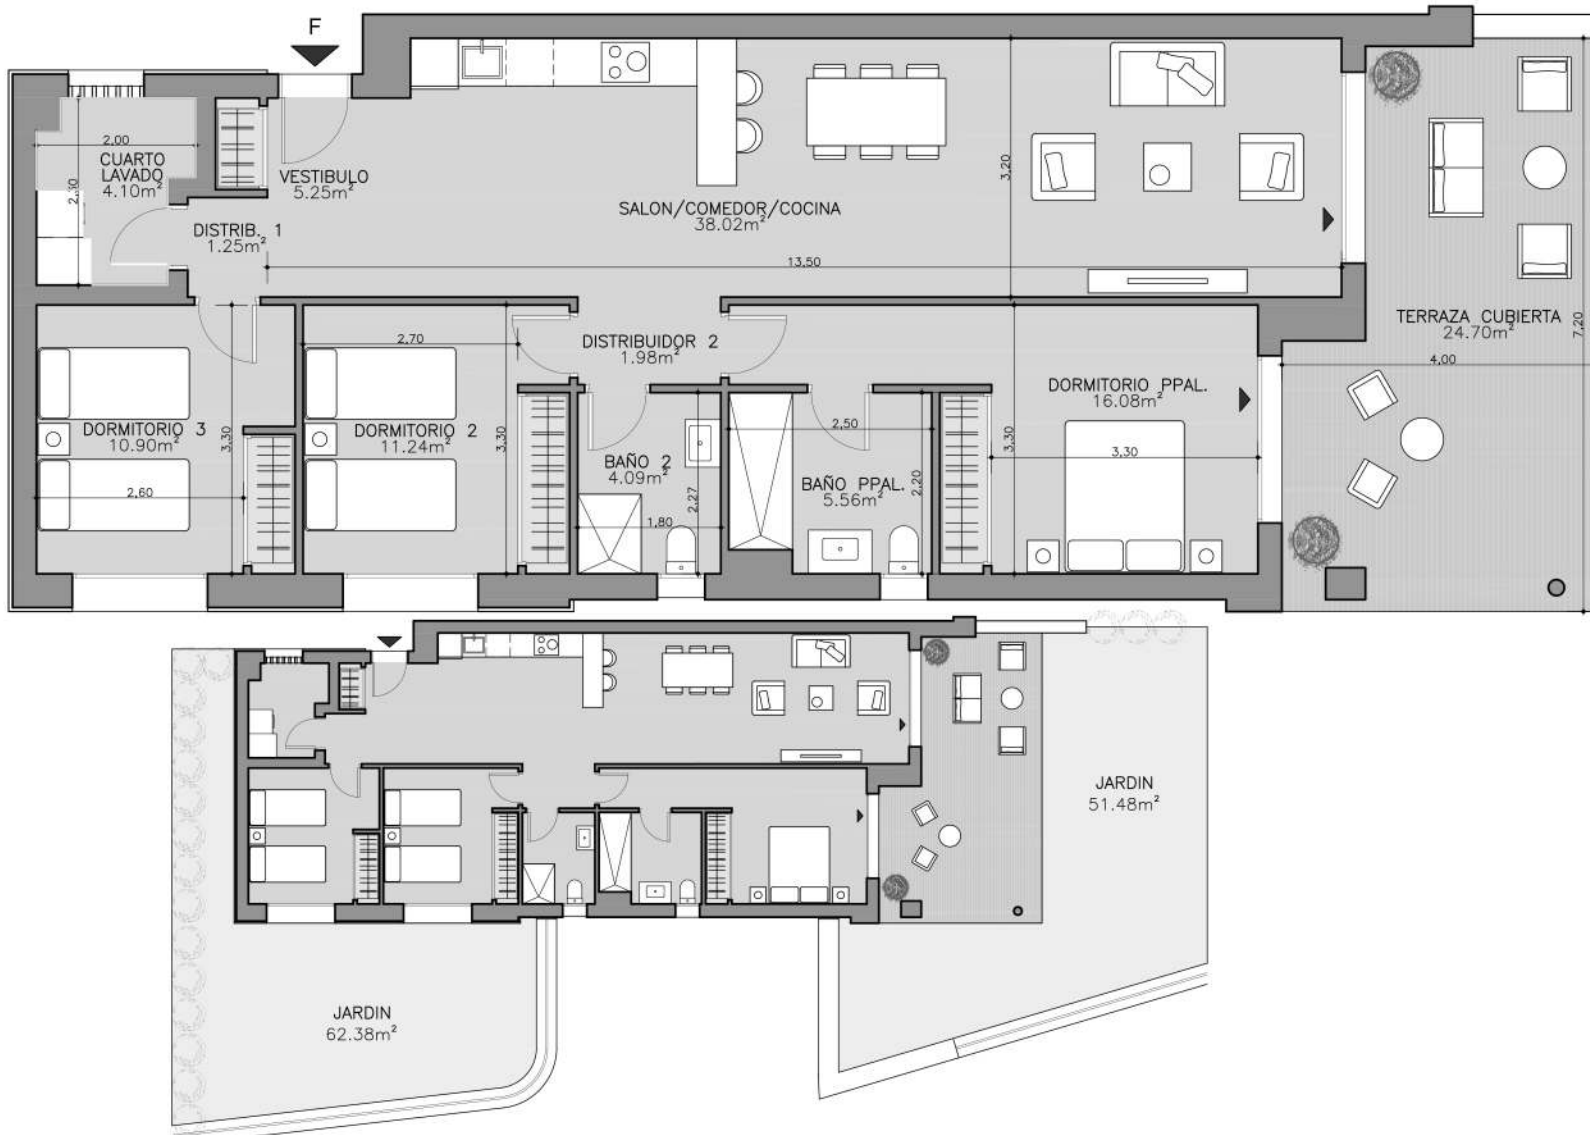 F
2,00
CUARTO
LAVADO
4.10m²
2,30
VESTIBULO
5.25m²
DISTRIB. 1
1.25m²
SALON/COMEDOR/COCINA
38.02m²
3,20
13,50
TERRAZA CUBIERTA
24.70m²
7,20
4,00
2,70
DISTRIBUIDOR 2
1.98m²
DORMITORIO PPAL.
16.08m²
DORMITORIO 3
10.90m²
3,30
2,60
DORMITORIO 2
11.24m²
3,30
BAÑO 2
4.09m²
2,27
1,80
2,50
BAÑO PPAL.
5.56m²
2,20
3,30
3,30
JARDIN
51.48m²
JARDIN
62.38m²